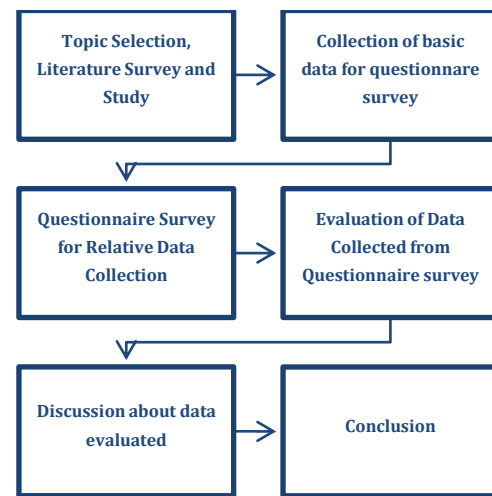 Topic Selection,
Literature Survey and
Study
Collection of basic
data for questionnare
survey
Questionnaire Survey
for Relative Data
Collection
Evaluation of Data
Collected from
Questionnaire survey
Discussion about data
evaluated
Conclusion